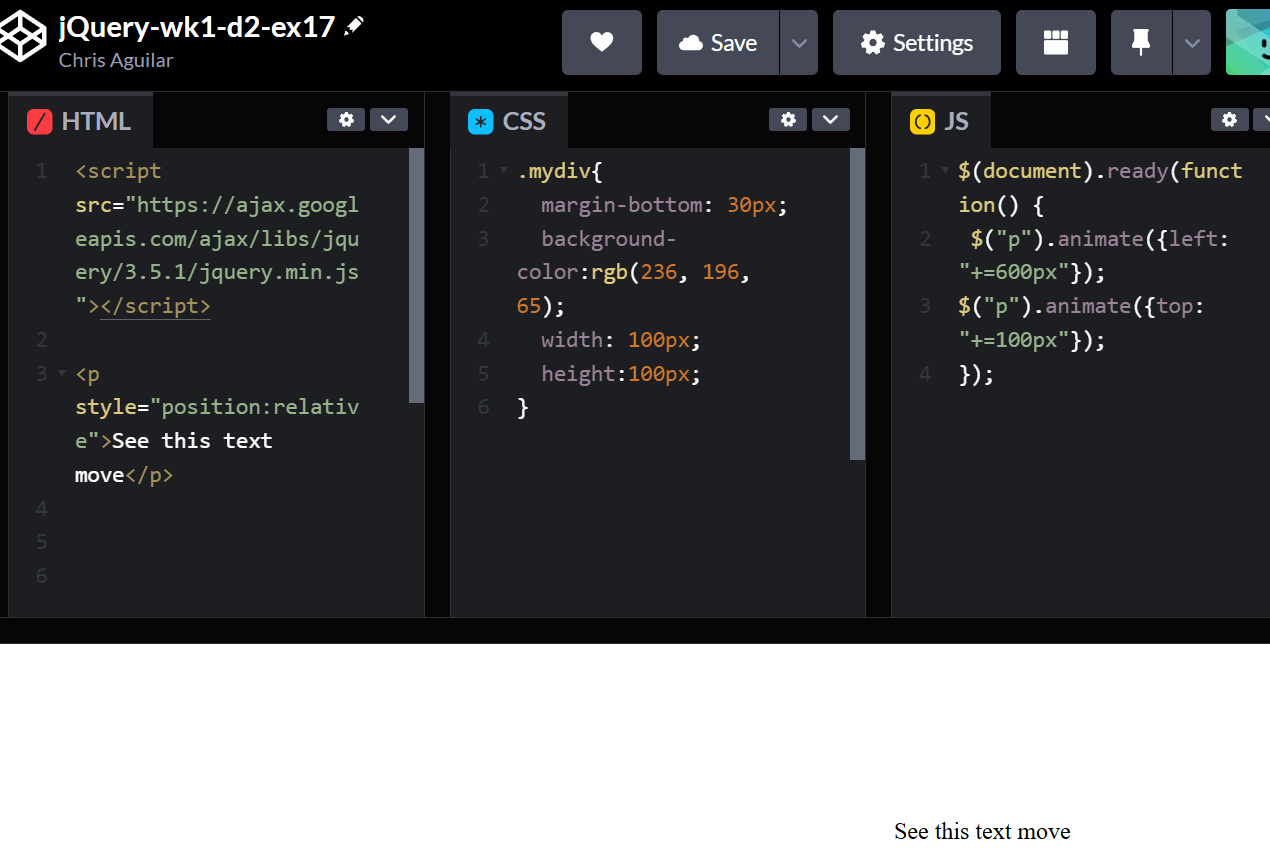 jQuery-wk1-d2-ex17
Chris Aguilar
Save
Settings
HTML
1 <script
src="https://ajax.googl
eapis.com/ajax/libs/jqu
ery/3.5.1/jquery.min.js
"></script>
2
3 <p
style="position:relativ
e">See this text
move</p>
4
5
6
CSS
1 .mydiv{
2 margin-bottom: 30px;
3 background-
color:rgb(236, 196,
65);
4 width: 100px;
5 height:100px;
6 }
JS
1 $(document).ready(funct
ion() {
2 $("p").animate({left:
"+=600px"});
3 $("p").animate({top:
"+=100px"});
4 });
See this text move